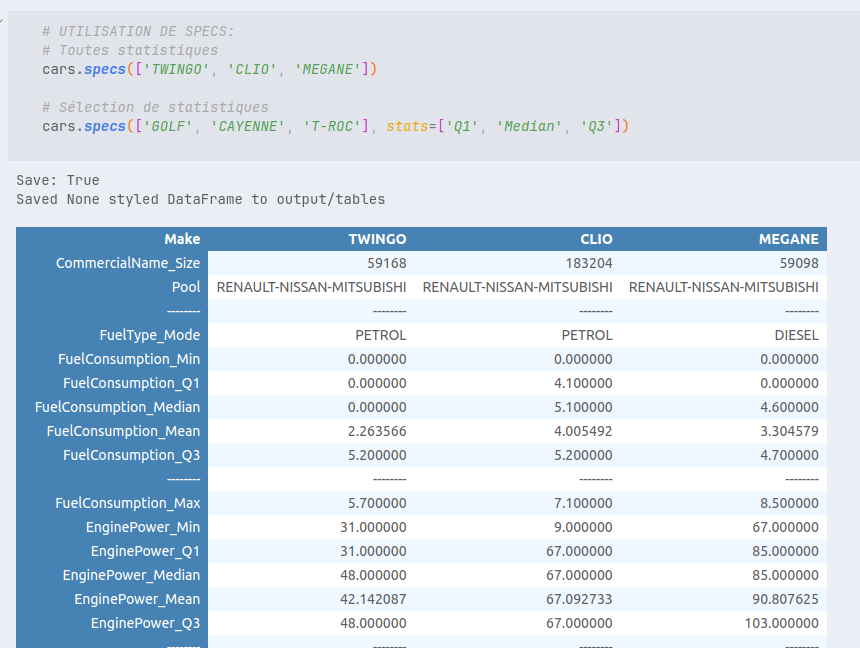 # UTILISATION DE SPECS:
# Toutes statistiques
cars.specs(['TWINGO', 'CLIO', 'MEGANE'])
# Sélection de statistiques
cars.specs(['GOLF', 'CAYENNE', 'T-ROC'], stats=['Q1', 'Median', 'Q3'])
Save: True
Saved None styled DataFrame to output/tables
Make TWINGO CLIO MEGANE
CommercialName_Size 59168 183204 59098
Pool RENAULT-NISSAN-MITSUBISHI RENAULT-NISSAN-MITSUBISHI RENAULT-NISSAN-MITSUBISHI
-------- -------- -------- --------
FuelType_Mode PETROL PETROL DIESEL
FuelConsumption_Min 0.000000 0.000000 0.000000
FuelConsumption_Q1 0.000000 4.100000 0.000000
FuelConsumption_Median 0.000000 5.100000 4.600000
FuelConsumption_Mean 2.263566 4.005492 3.304579
FuelConsumption_Q3 5.200000 5.200000 4.700000
-------- -------- -------- --------
FuelConsumption_Max 5.700000 7.100000 8.500000
EnginePower_Min 31.000000 9.000000 67.000000
EnginePower_Q1 31.000000 67.000000 85.000000
EnginePower_Median 48.000000 67.000000 85.000000
EnginePower_Mean 42.142087 67.092733 90.807625
EnginePower_Q3 48.000000 67.000000 103.000000
-------- -------- -------- --------